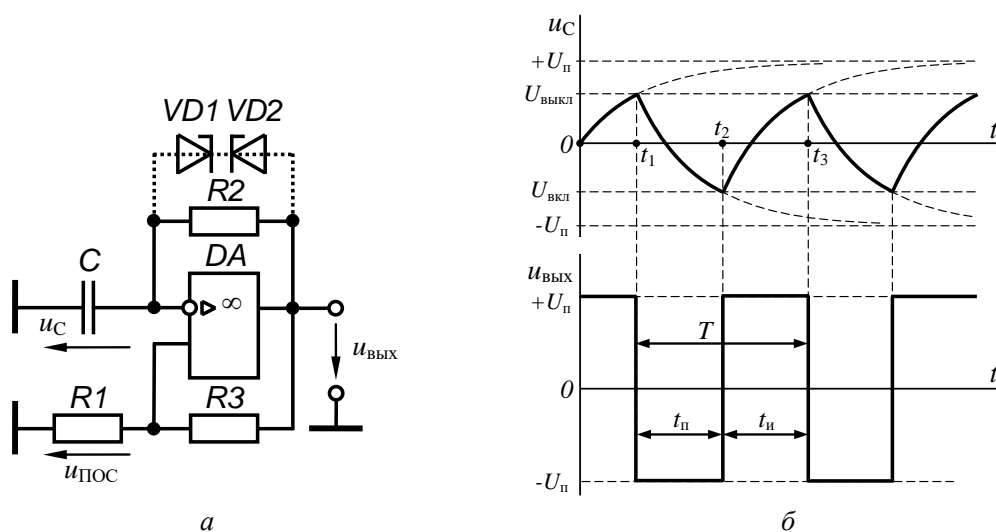 VD1 VD2
R2
DA
C
∞
u_C
u_вых
R1
R3
u_ПОС
а
u_C
+U_п
U_выкл
0
t_1
t_2
t_3
t
U_вкл
-U_п
u_вых
+U_п
T
0
t
t_п
t_и
-U_п
б